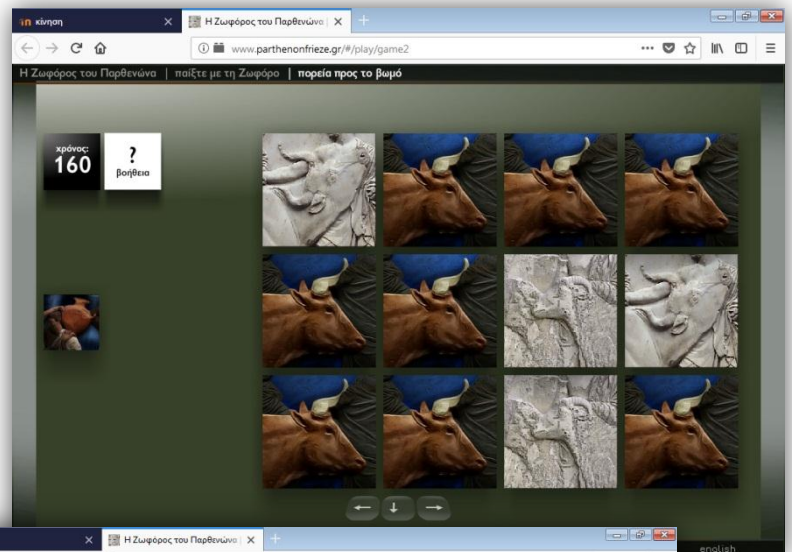 in κίνηση
Η Ζωφόρος του Παρθενώνα |
www.parthenonfrieze.gr/#/play/game2
Η Ζωφόρος του Παρθενώνα | παίξτε με τη Ζωφόρο | πορεία προς το βωμό
χρόνος:
160
?
βοήθεια
← ↓ →
Η Ζωφόρος του Παρθενώνα |
english